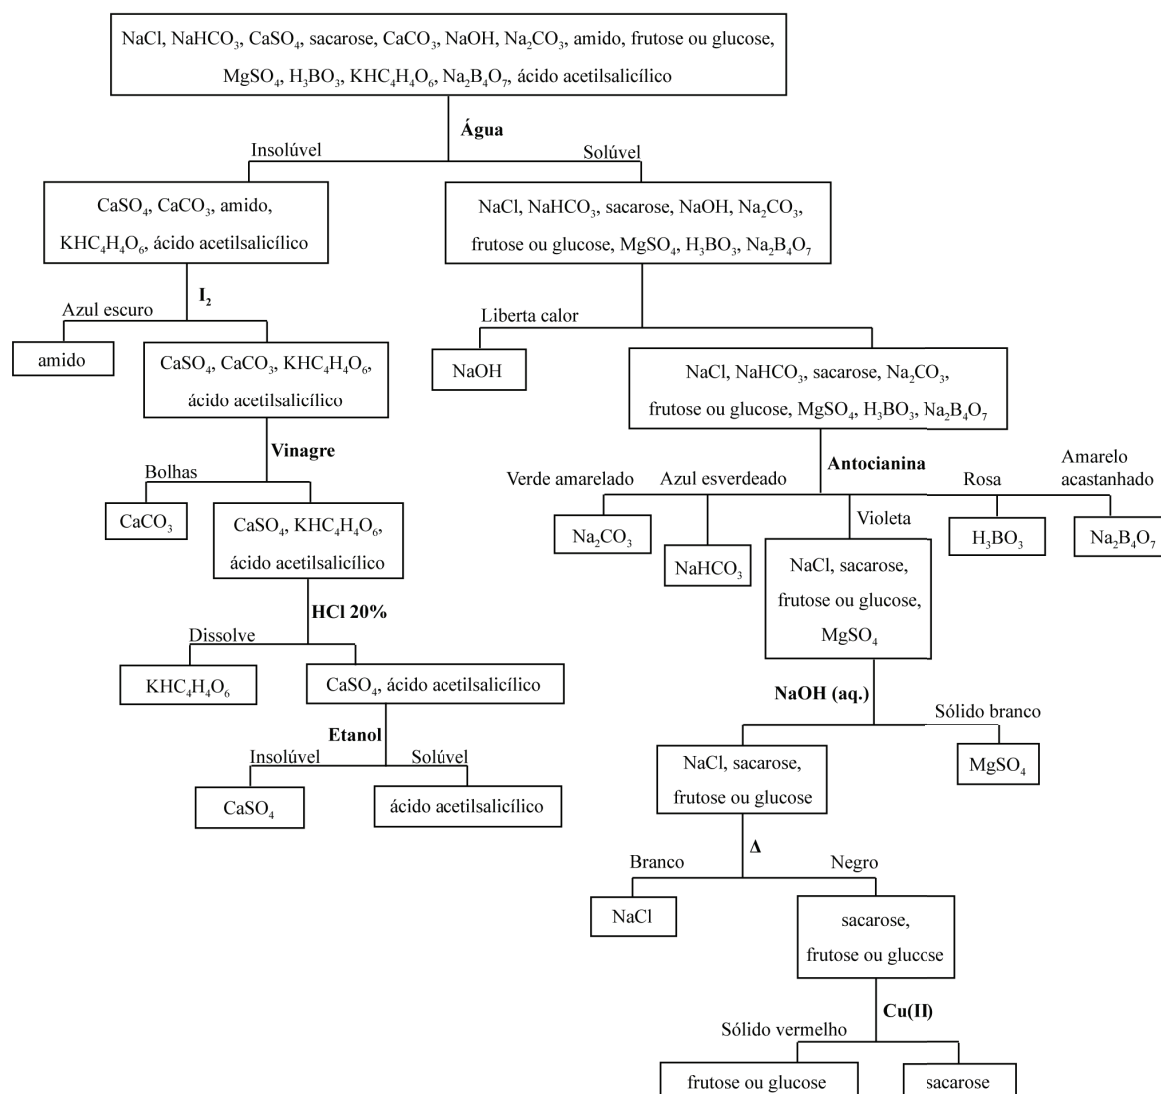 NaCl, NaHCO₃, CaSO₄, sacarose, CaCO₃, NaOH, Na₂CO₃, amido, frutose ou glucose,
MgSO₄, H₃BO₃, KHC₄H₄O₆, Na₂B₄O₇, ácido acetilsalicílico
Água
Insolúvel
Solúvel
CaSO₄, CaCO₃, amido,
KHC₄H₄O₆, ácido acetilsalicílico
NaCl, NaHCO₃, sacarose, NaOH, Na₂CO₃,
frutose ou glucose, MgSO₄, H₃BO₃, Na₂B₄O₇
I₂
Azul escuro
amido
CaSO₄, CaCO₃, KHC₄H₄O₆,
ácido acetilsalicílico
Liberta calor
NaOH
NaCl, NaHCO₃, sacarose, Na₂CO₃,
frutose ou glucose, MgSO₄, H₃BO₃, Na₂B₄O₇
Vinagre
Bolhas
CaCO₃
CaSO₄, KHC₄H₄O₆,
ácido acetilsalicílico
Antocianina
Verde amarelado
Azul esverdeado
Violeta
Rosa
Amarelo
acastanhado
Na₂CO₃
NaHCO₃
NaCl, sacarose,
frutose ou glucose,
MgSO₄
H₃BO₃
Na₂B₄O₇
HCl 20%
Dissolve
KHC₄H₄O₆
CaSO₄, ácido acetilsalicílico
Etanol
Insolúvel
Solúvel
CaSO₄
ácido acetilsalicílico
NaOH (aq.)
Sólido branco
NaCl, sacarose,
frutose ou glucose
MgSO₄
Δ
Branco
Negro
NaCl
sacarose,
frutose ou glucose
Cu(II)
Sólido vermelho
frutose ou glucose
sacarose